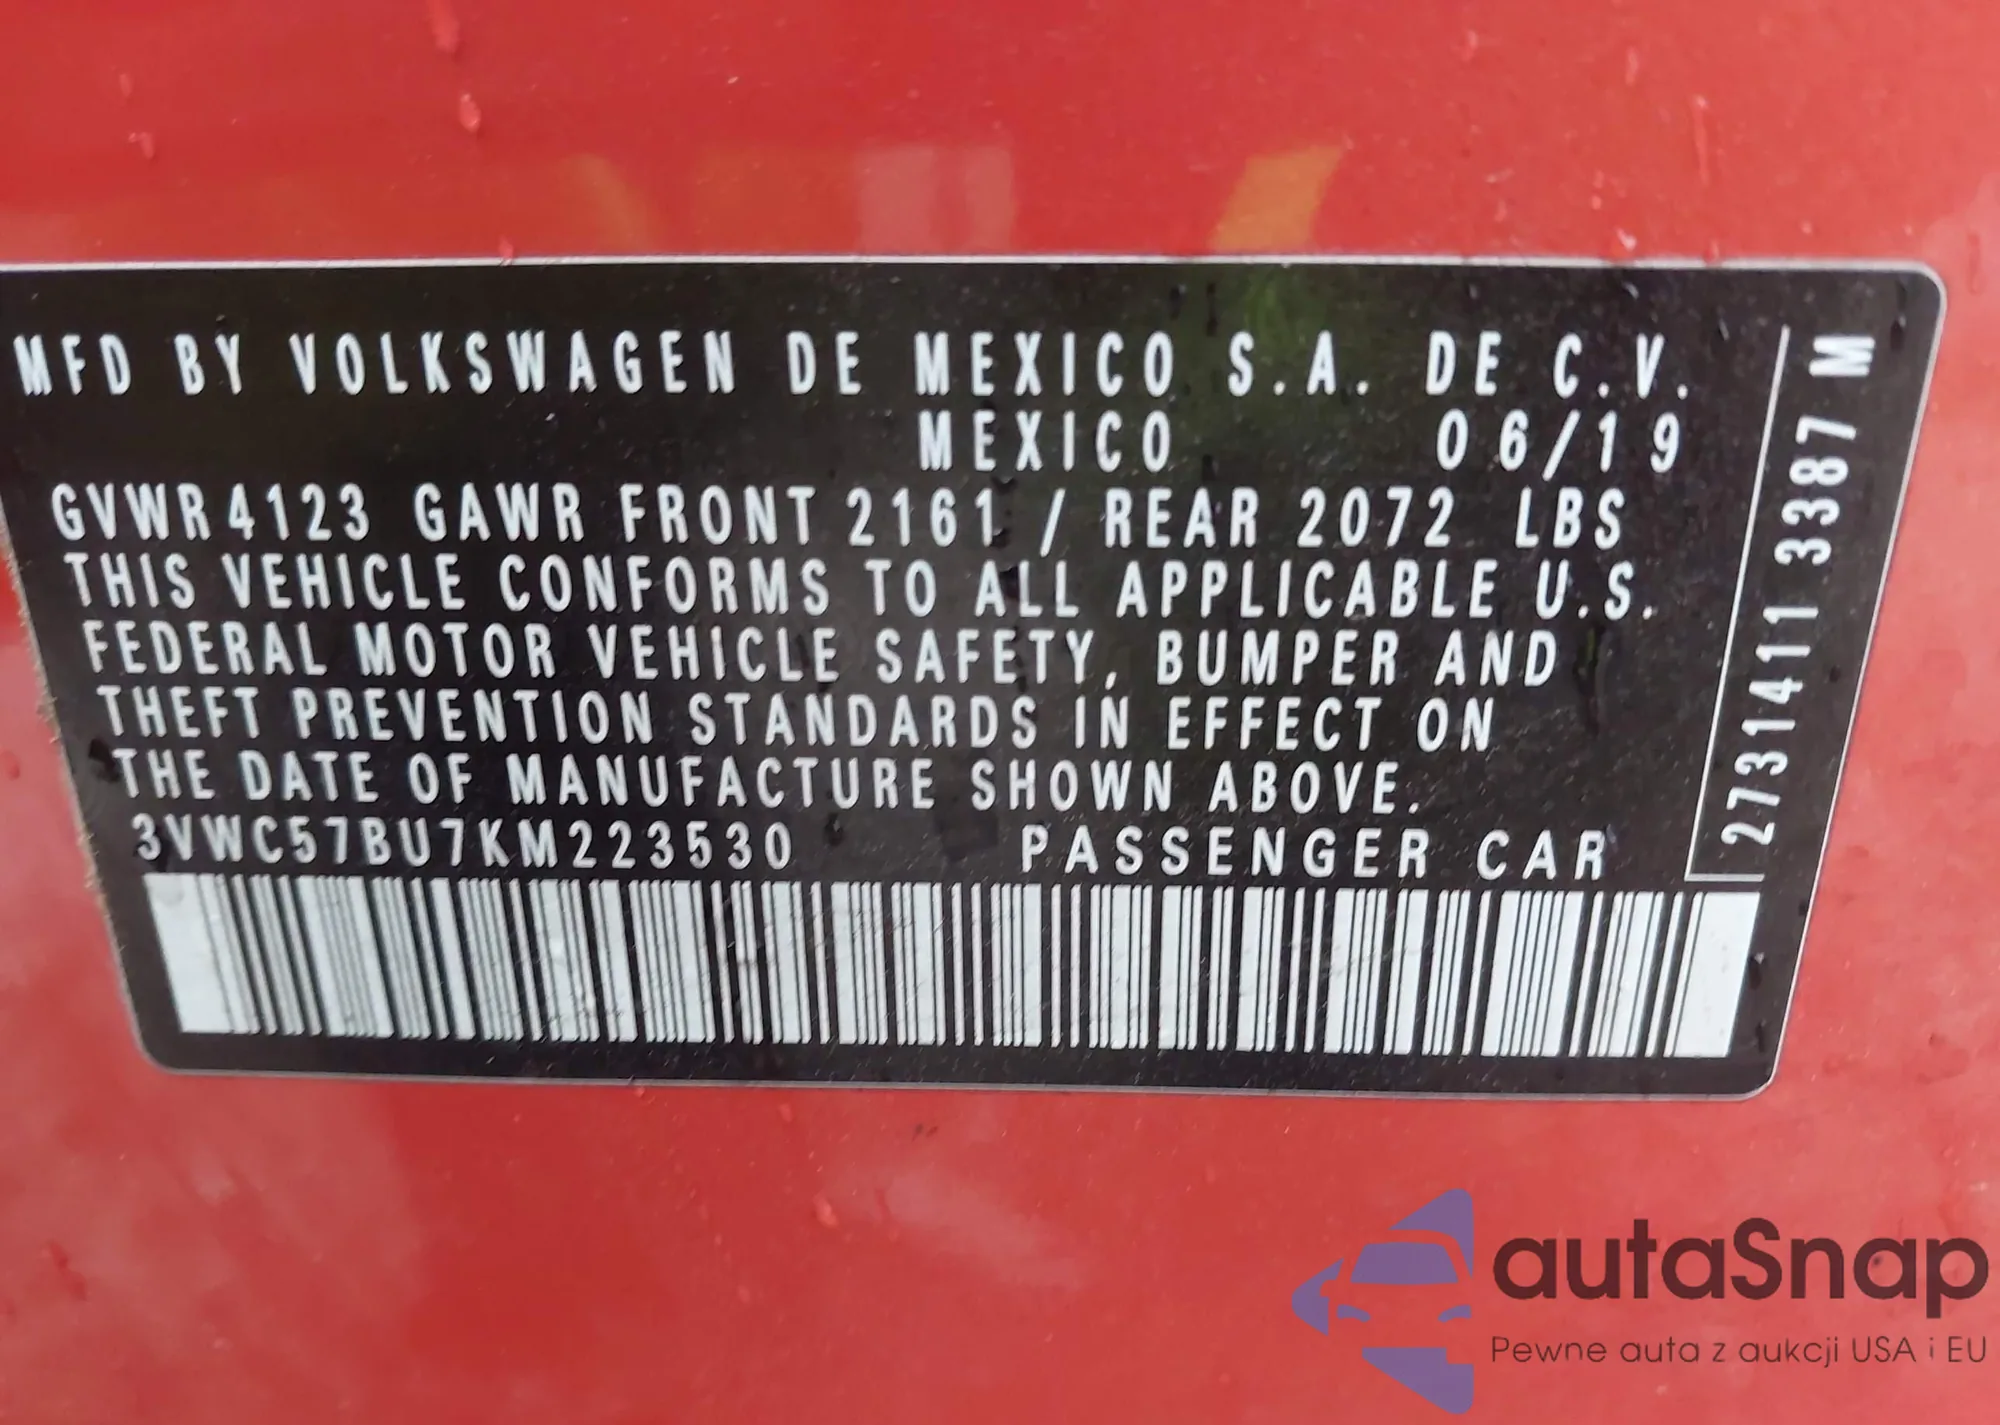 MFD BY VOLKSWAGEN DE MEXICO S.A. DE C.V.
MEXICO 06/19
GVWR 4123 GAWR FRONT 2161 / REAR 2072 LBS
THIS VEHICLE CONFORMS TO ALL APPLICABLE U.S.
FEDERAL MOTOR VEHICLE SAFETY, BUMPER AND
THEFT PREVENTION STANDARDS IN EFFECT ON
THE DATE OF MANUFACTURE SHOWN ABOVE.
3VWC57BU7KM223530 PASSENGER CAR
2731411 3387 M
autaSnap
Pewne auta z aukcji USA i EU